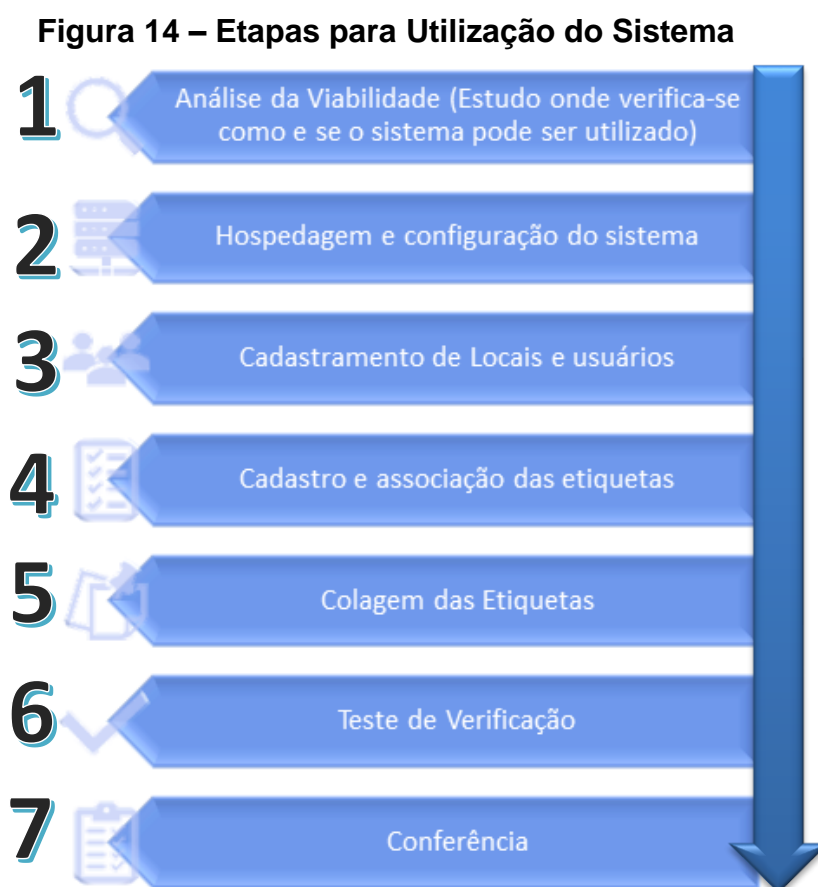 Figura 14 – Etapas para Utilização do Sistema
1
Análise da Viabilidade (Estudo onde verifica-se
como e se o sistema pode ser utilizado)
2
Hospedagem e configuração do sistema
3
Cadastramento de Locais e usuários
4
Cadastro e associação das etiquetas
5
Colagem das Etiquetas
6
Teste de Verificação
7
Conferência